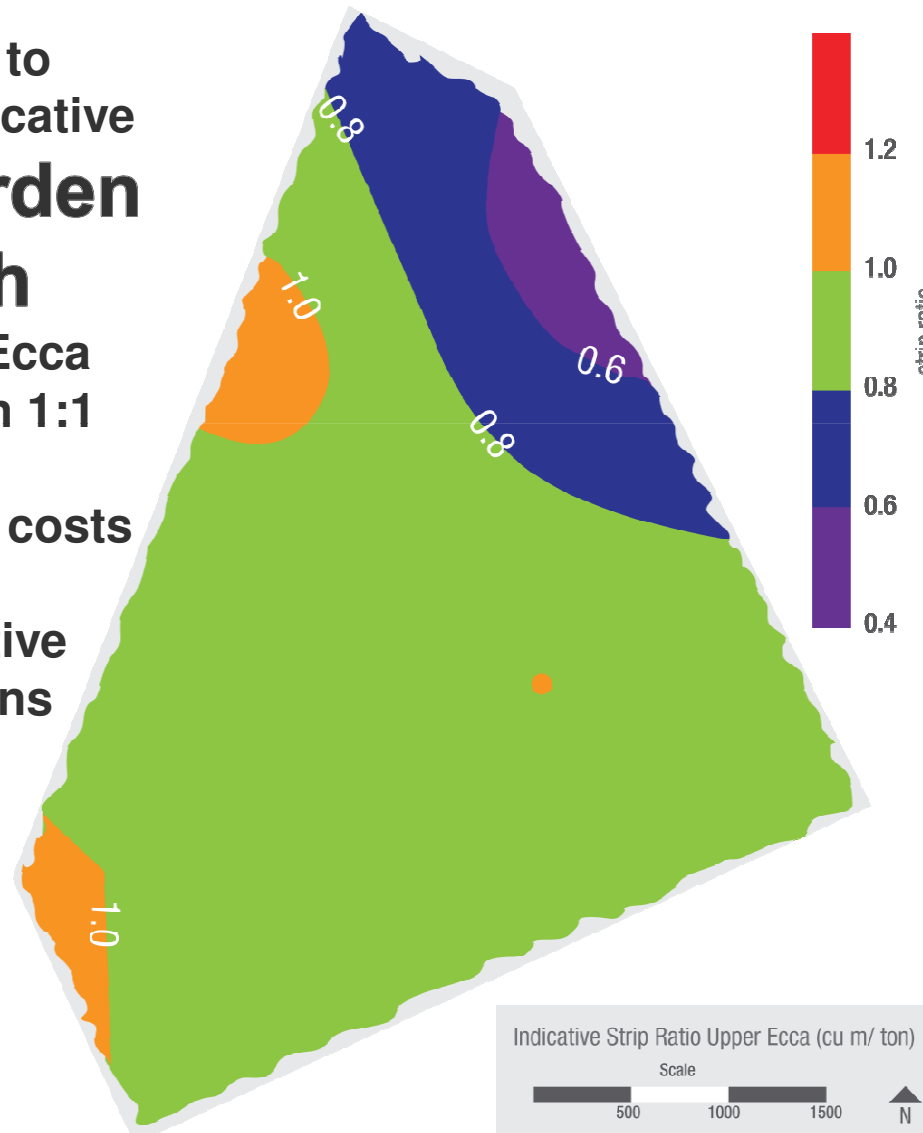 to
cative
rden
h
Ecca
n 1:1
costs
ive
ns
0.8
1.0
0.6
0.8
1.0
1.2
1.0
0.8
0.6
0.4
strip ratio
Indicative Strip Ratio Upper Ecca (cu m/ ton)
Scale
500 1000 1500
N